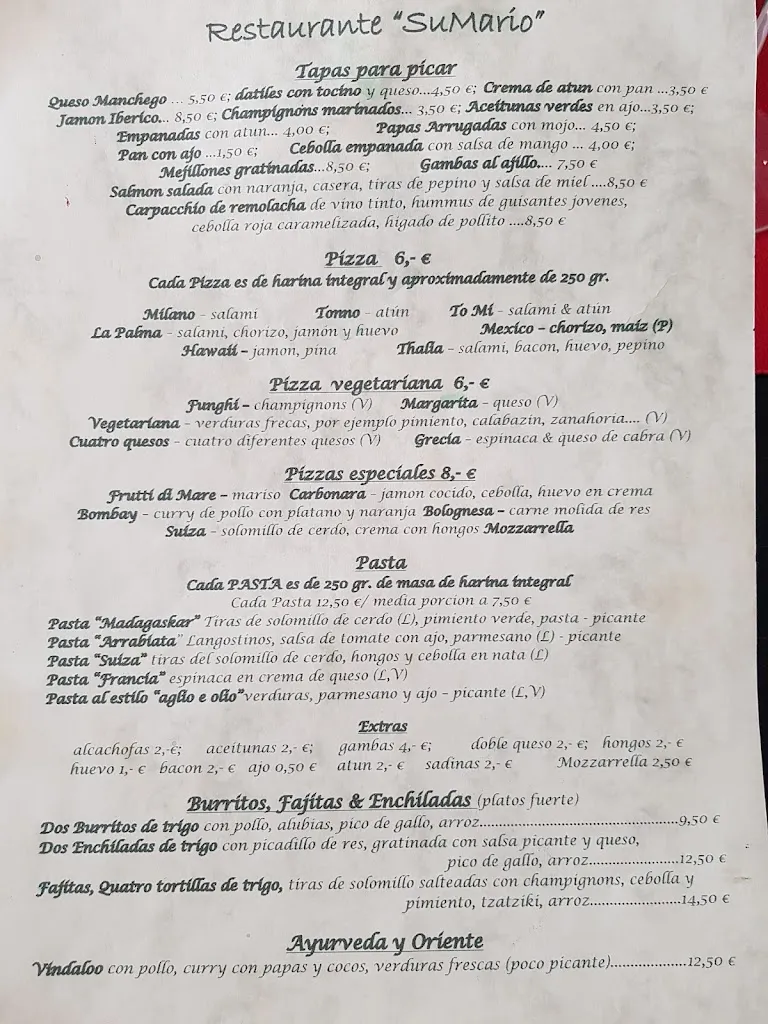 Restaurante "SuMario"
Tapas para picar
Queso Manchego ... 5,50 €; datiles con tocino y queso...4,50 €; Crema de atun con pan ...3,50 €
Jamon Iberico... 8,50 €; Champignons marinados... 3,50 €; Aceitunas verdes en ajo...3,50 €;
Empanadas con atun... 4,00 €; Papas Arrugadas con mojo... 4,50 €;
Pan con ajo ...1,50 €; Cebolla empanada con salsa de mango ... 4,00 €;
Mejillones gratinadas...8,50 €; Gambas al ajillo.... 7,50 €
Salmon salada con naranja, casera, tiras de pepino y salsa de miel ....8,50 €
Carpacchio de remolacha de vino tinto, hummus de guisantes jovenes,
cebolla roja caramelizada, higado de pollito ....8,50 €
Pizza 6,- €
Cada Pizza es de harina integral y aproximadamente de 250 gr.
Milano - salami Tonno - atún To Mi - salami & atún
La Palma - salami, chorizo, jamón y huevo Mexico - chorizo, maiz (P)
Hawaii - jamon, pina Thalia - salami, bacon, huevo, pepino
Pizza vegetariana 6,- €
Funghi - champignons (V) Margarita - queso (V)
Vegetariana - verduras frecas, por ejemplo pimiento, calabazin, zanahoria.... (V)
Cuatro quesos - cuatro diferentes quesos (V) Grecia - espinaca & queso de cabra (V)
Pizzas especiales 8,- €
Frutti di Mare - mariso Carbonara - jamon cocido, cebolla, huevo en crema
Bombay - curry de pollo con platano y naranja Bolognesa - carne molida de res
Suiza - solomillo de cerdo, crema con hongos Mozzarrella
Pasta
Cada PASTA es de 250 gr. de masa de harina integral
Cada Pasta 12,50 €/ media porcion a 7,50 €
Pasta "Madagaskar" Tiras de solomillo de cerdo (L), pimiento verde, pasta - picante
Pasta "Arrabiata" Langostinos, salsa de tomate con ajo, parmesano (L) - picante
Pasta "Suiza" tiras del solomillo de cerdo, hongos y cebolla en nata (L)
Pasta "Francia" espinaca en crema de queso (L,V)
Pasta al estilo "aglio e olio"verduras, parmesano y ajo - picante (L,V)
Extras
alcachofas 2,-€; aceitunas 2,- €; gambas 4,- €; doble queso 2,- €; hongos 2,- €
huevo 1,- € bacon 2,- € ajo 0,50 € atun 2,- € sadinas 2,- € Mozzarrella 2,50 €
Burritos, Fajitas & Enchiladas (platos fuerte)
Dos Burritos de trigo con pollo, alubias, pico de gallo, arroz..........................................9,50 €
Dos Enchiladas de trigo con picadillo de res, gratinada con salsa picante y queso,
pico de gallo, arroz.......................12,50 €
Fajitas, Quatro tortillas de trigo, tiras de solomillo salteadas con champignons, cebolla y
pimiento, tzatziki, arroz.......................14,50 €
Ayurveda y Oriente
Vindaloo con pollo, curry con papas y cocos, verduras frescas (poco picante)...................12,50 €